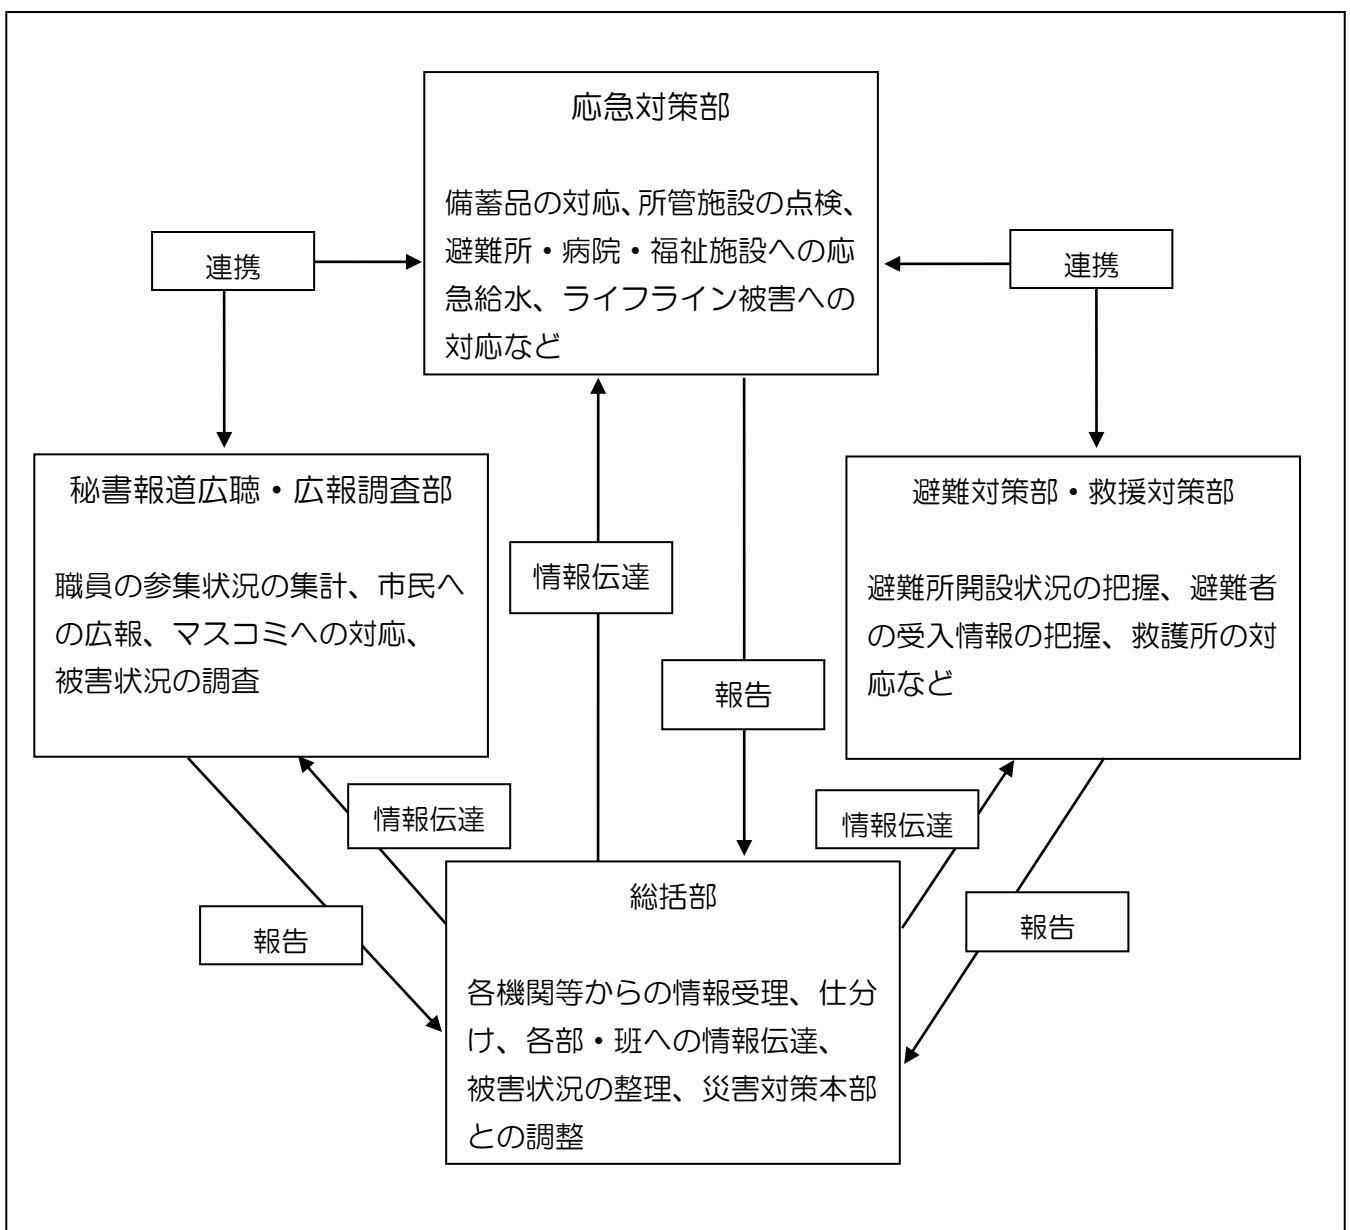 応急対策部
備蓄品の対応、所管施設の点検、
避難所・病院・福祉施設への応
急給水、ライフライン被害への
対応など
連携
連携
秘書報道広聴・広報調査部
職員の参集状況の集計、市民へ
の広報、マスコミへの対応、
被害状況の調査
避難対策部・救援対策部
避難所開設状況の把握、避難者
の受入情報の把握、救護所の対
応など
情報伝達
報告
情報伝達
情報伝達
報告
報告
総括部
各機関等からの情報受理、仕分
け、各部・班への情報伝達、
被害状況の整理、災害対策本部
との調整